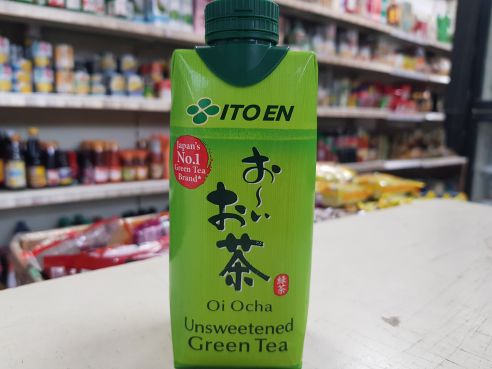 ITO EN
Japan's
No.1
Green Tea
Brand*
お〜い
お茶
緑茶
Oi Ocha
Unsweetened
Green Tea